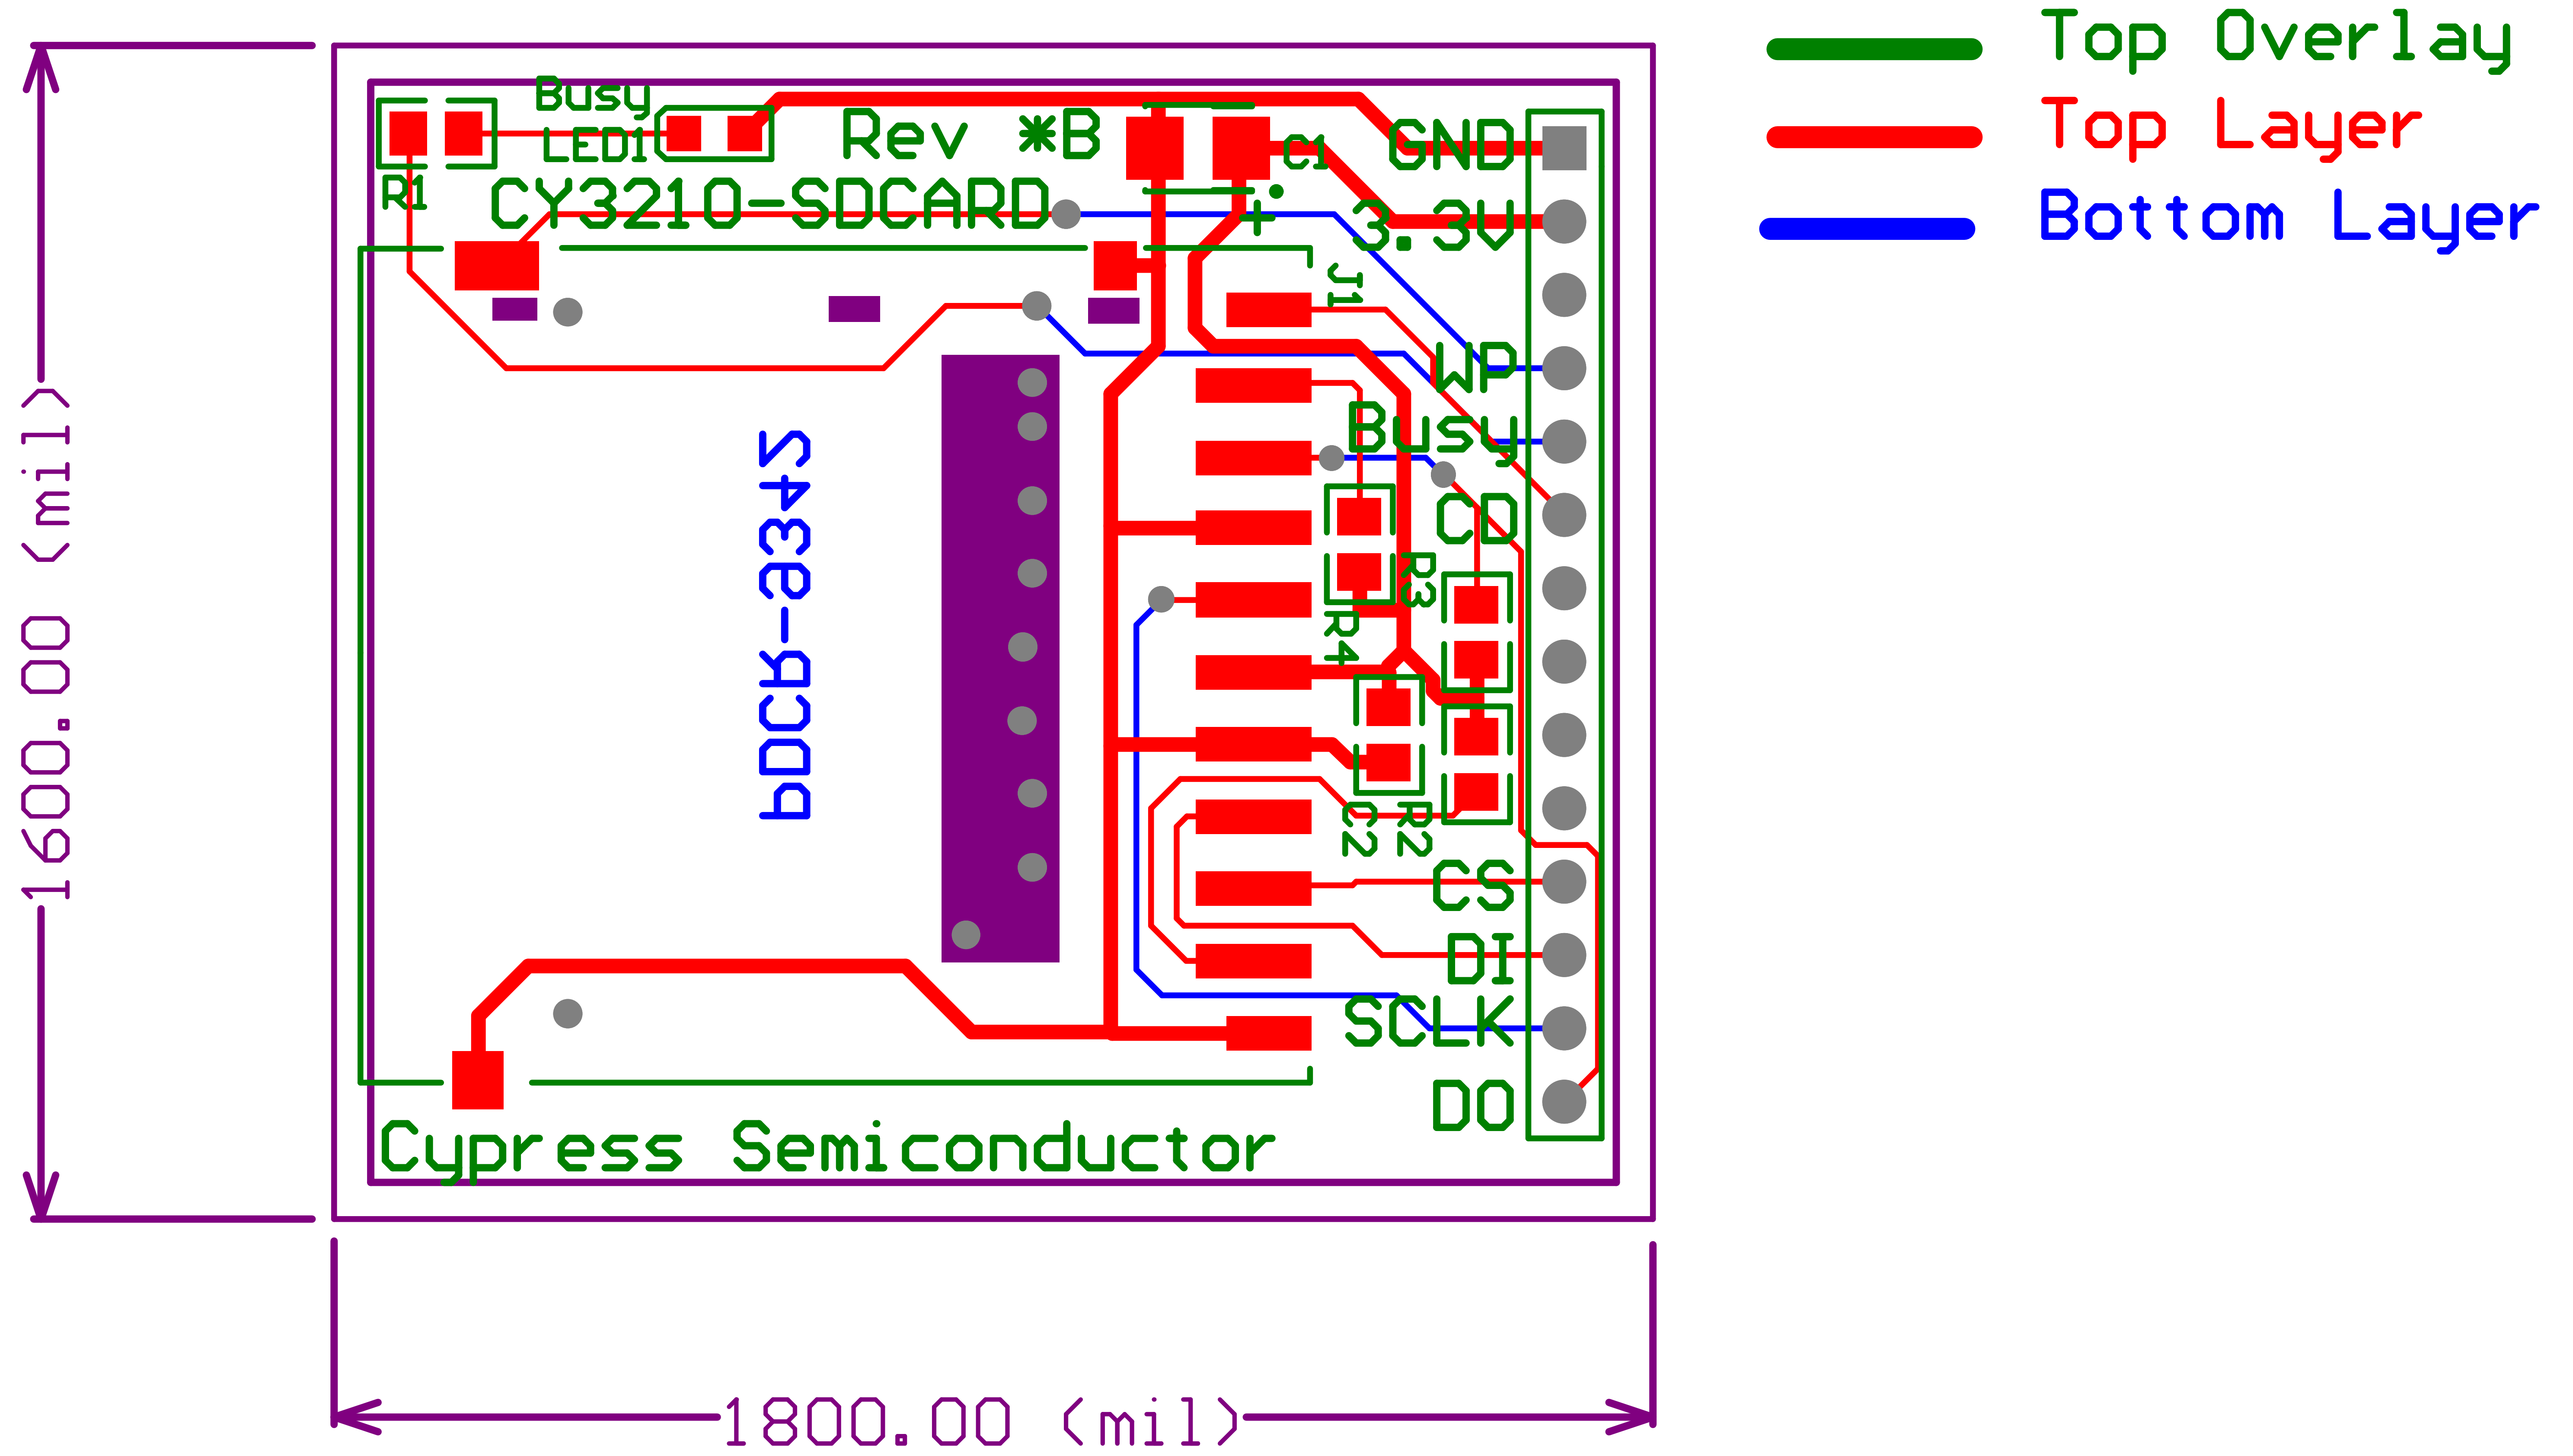 Top Overlay
Top Layer
Bottom Layer
Busy
LED1
Rev *B
C1
GND
R1
CY3210-SDCARD
+
3.3V
J1
WP
Busy
CD
R3
R4
PDCR-9342
C2
R2
CS
DI
SCLK
DO
Cypress Semiconductor
1600.00 (mil)
1800.00 (mil)